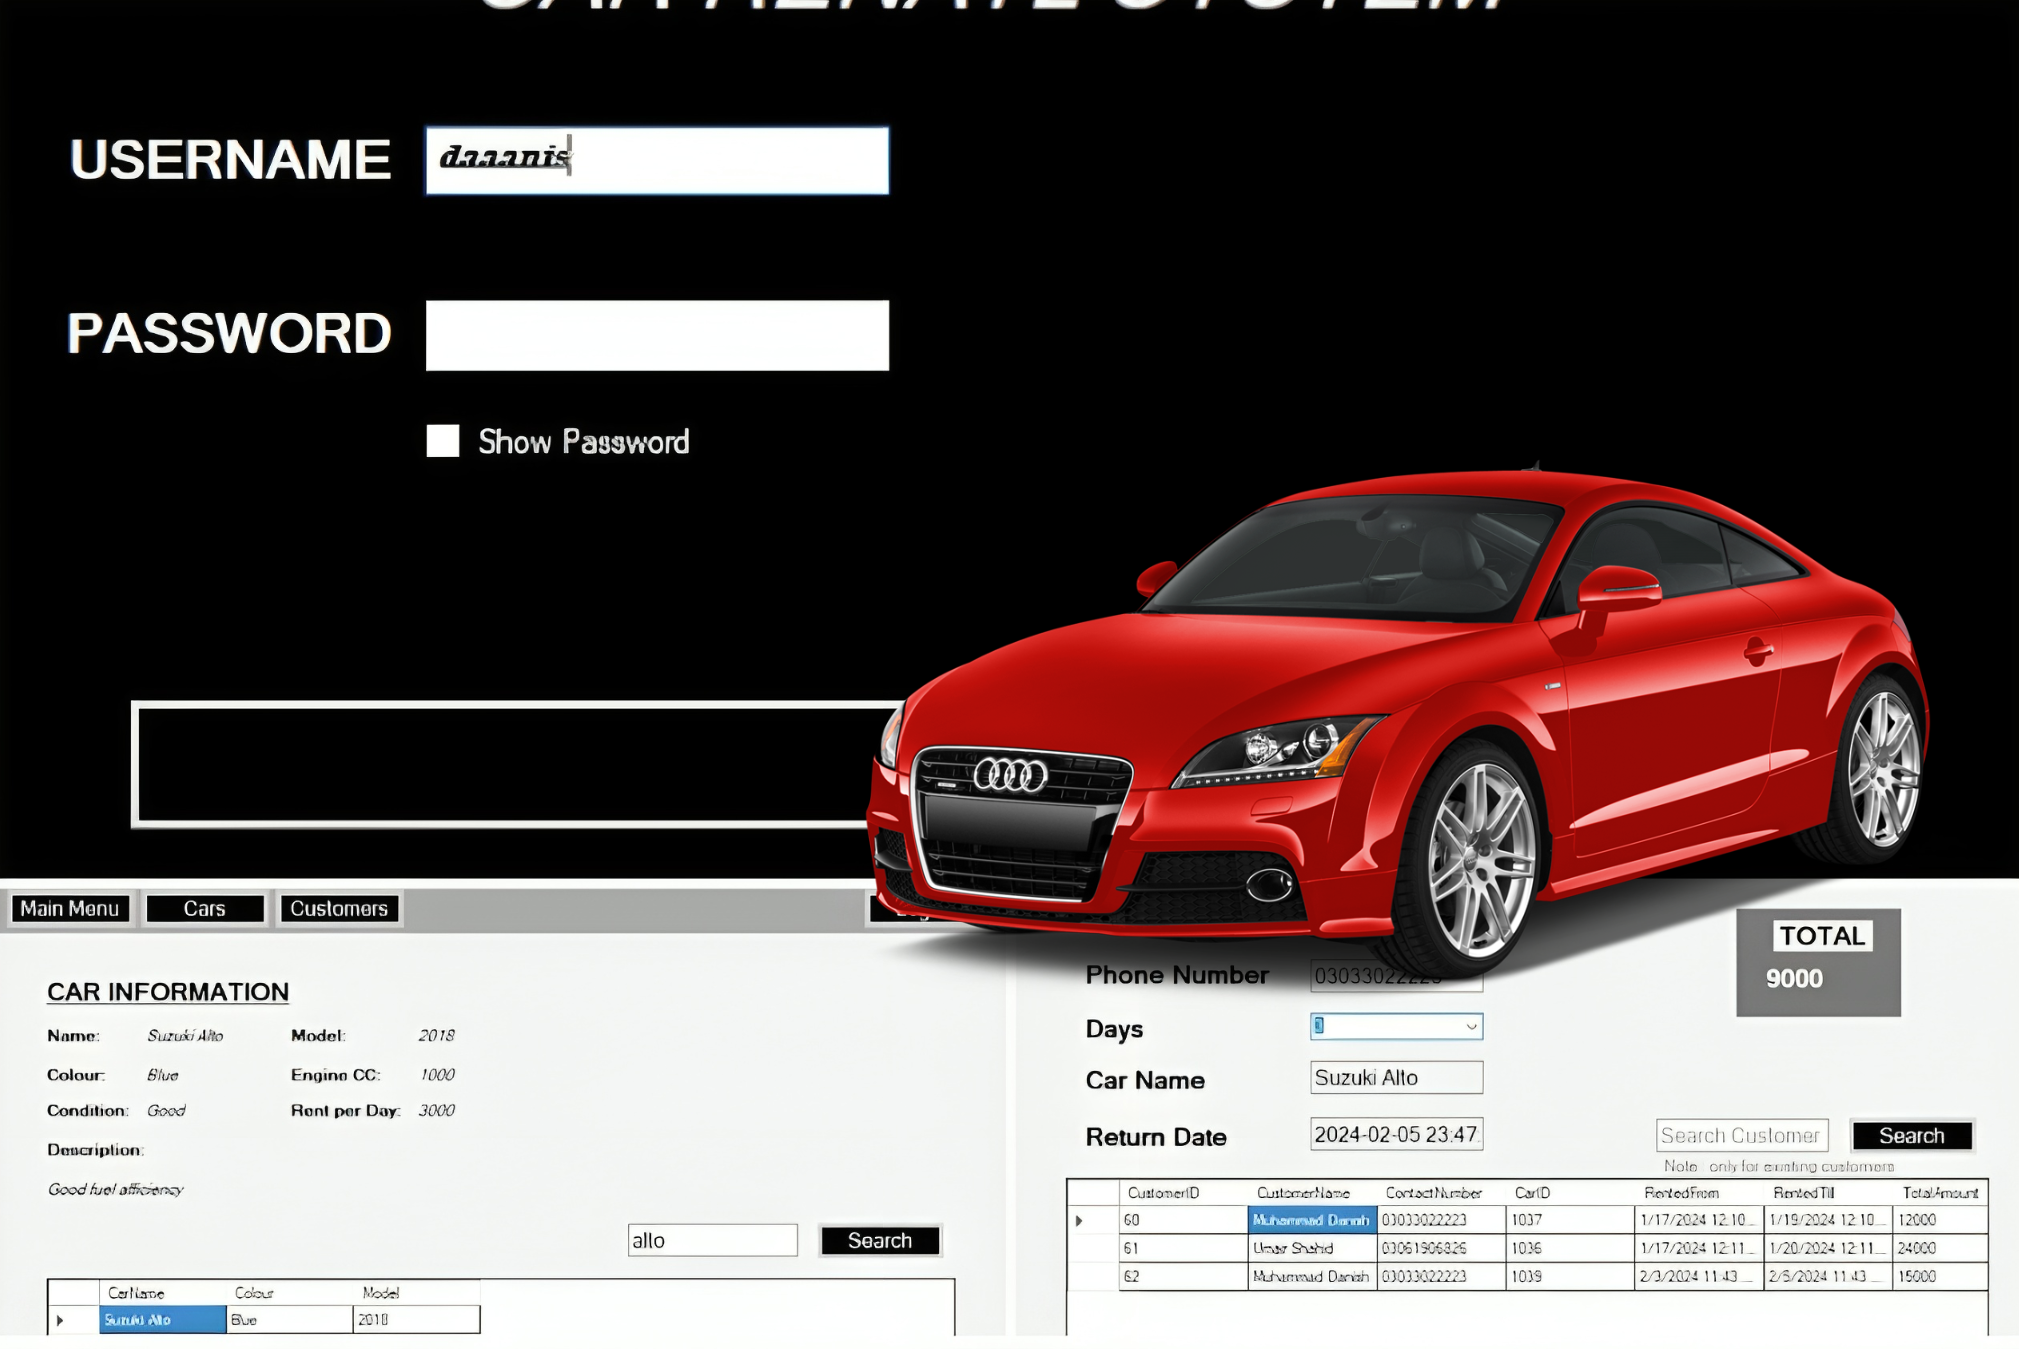 CAR RENATL SYSTEM
USERNAME
daaanis
PASSWORD
Show Password
Main Menu Cars Customers
CAR INFORMATION
Name: Suzuki Alto Model: 2018
Colour: Blue Engine CC: 1000
Condition: Good Rent per Day: 3000
Description:
Good fuel efficiency
allo Search
CarName Colour Model
Suzuki Alto Blue 2018
TOTAL
9000
Phone Number 03033022223
Days
Car Name Suzuki Alto
Return Date 2024-02-05 23:47
Search Customer Search
Note: only for existing customers
CustomerID CustomerName ContactNumber CarID RentedFrom RentedTill TotalAmount
60 Muhammad Danish 03033022223 1037 1/17/2024 12:10... 1/19/2024 12:10... 12000
61 Umar Shahid 03061906826 1036 1/17/2024 12:11... 1/20/2024 12:11... 24000
62 Muhammad Danish 03033022223 1039 2/3/2024 11:43 ... 2/5/2024 11:43 ... 15000